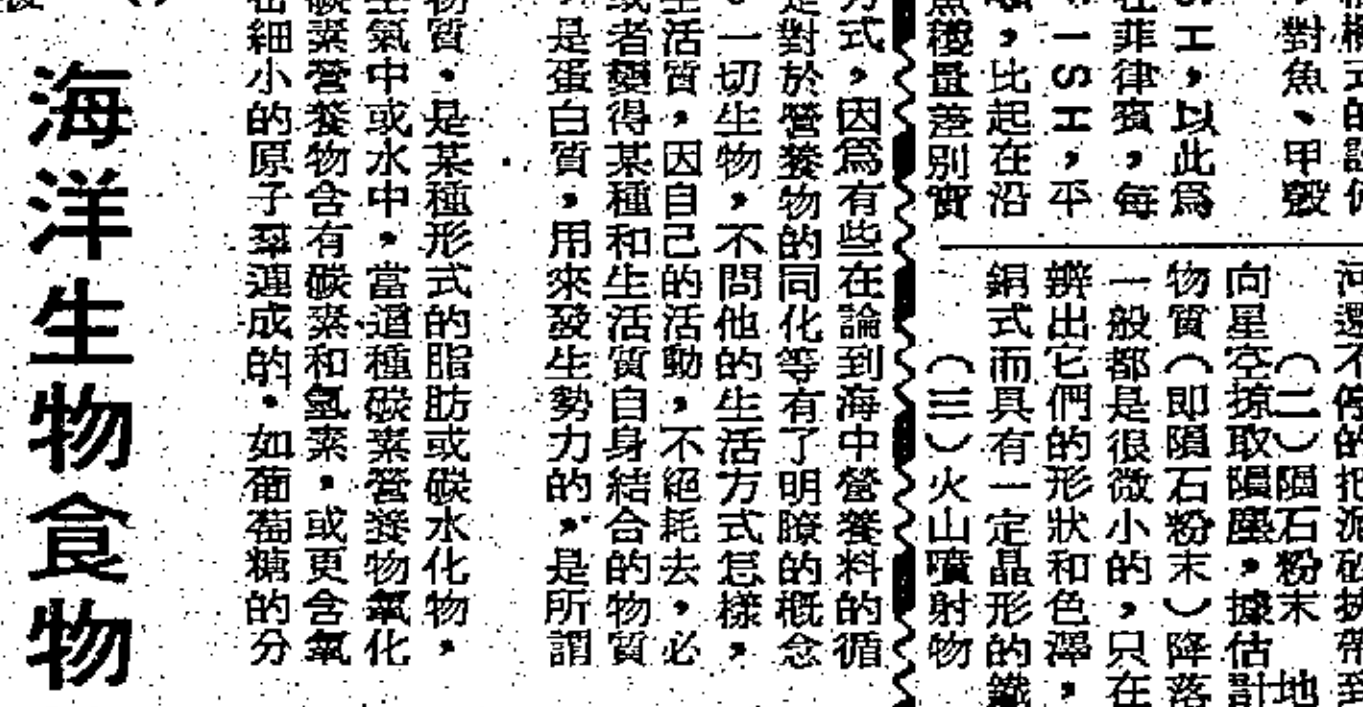 對魚、甲殼
SH,以此為
在菲律賓,每
ISH,平
,比起在沿
魚穫量差別實
河還不停的把泥砂挾帶到
(二)隕石粉末 地
向星空掠取隕塵,據估計
物質(即隕石粉末)降落
一般都是很微小的,只在
辨出它們的形狀和色澤,
銅式而具有一定晶形的鐵
(三)火山噴射物
方式,因為有些在論到海中營養料的循
是對於營養物的同化等有了明瞭的概念
。一切生物,不問他的生活方式怎樣,
生活質,因自己的活動,不絕耗去,必
或者變得某種和生活質自身結合的物質
,是蛋白質,用來發生勢力的,是所謂
物質,是某種形式的脂肪或碳水化物,
空氣中或水中,當這種碳素營養物氧化
碳素營養物含有碳素和氫素,或更含氧
細小的原子羣連成的,如葡萄糖的分
海洋生物食物